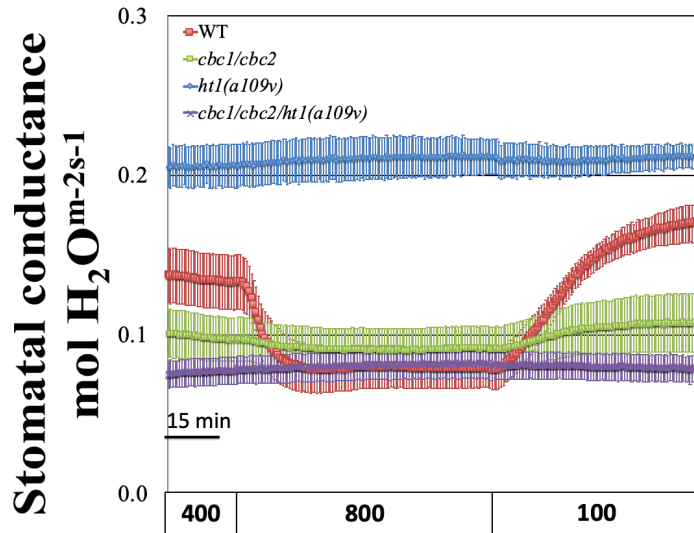 Stomatal conductance
mol H₂O^m-2s-1
0.3
0.2
0.1
0.0
WT
cbc1/cbc2
ht1(a109v)
cbc1/cbc2/ht1(a109v)
15 min
400
800
100